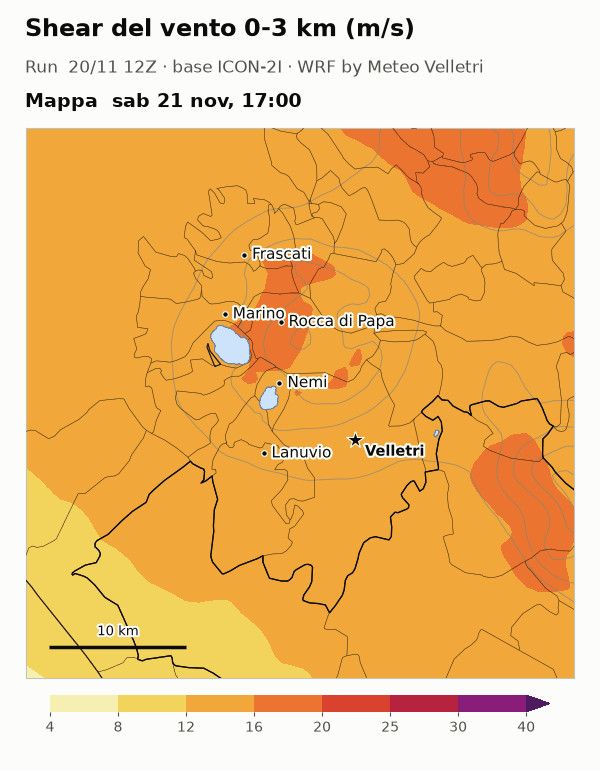 Shear del vento 0-3 km (m/s)
Run  20/11 12Z · base ICON-2I · WRF by Meteo Velletri
Mappa  sab 21 nov, 17:00
Frascati
Marino
Rocca di Papa
Nemi
Velletri
Lanuvio
10 km
4 8 12 16 20 25 30 40